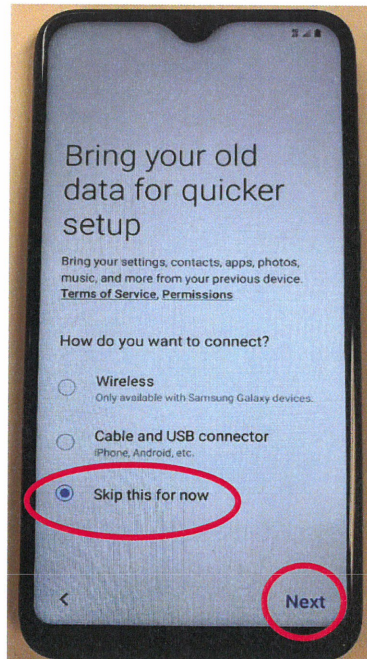 Bring your old
data for quicker
setup
Bring your settings, contacts, apps, photos,
music, and more from your previous device.
Terms of Service, Permissions
How do you want to connect?
Wireless
Only available with Samsung Galaxy devices.
Cable and USB connector
iPhone, Android, etc.
Skip this for now
Next